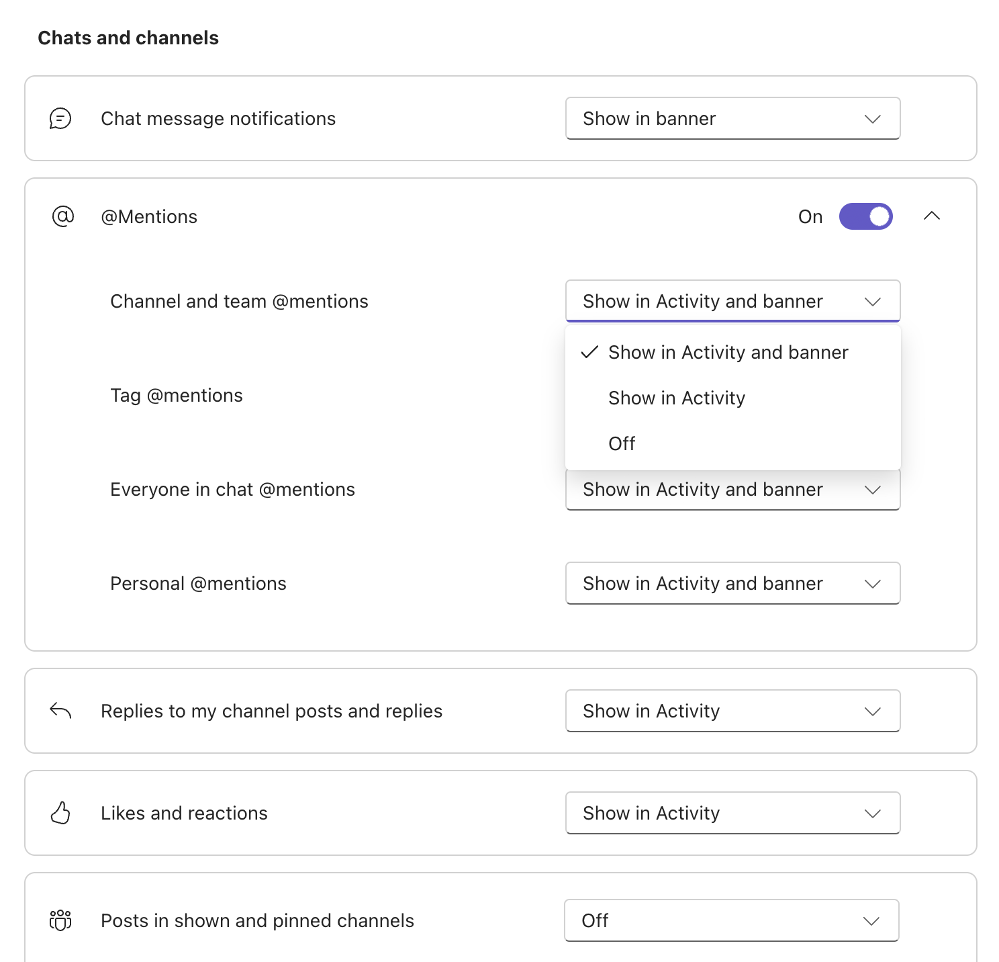 Chats and channels
Chat message notifications
Show in banner
@Mentions
On
Channel and team @mentions
Show in Activity and banner
Show in Activity and banner
Show in Activity
Off
Tag @mentions
Everyone in chat @mentions
Show in Activity and banner
Personal @mentions
Show in Activity and banner
Replies to my channel posts and replies
Show in Activity
Likes and reactions
Show in Activity
Posts in shown and pinned channels
Off